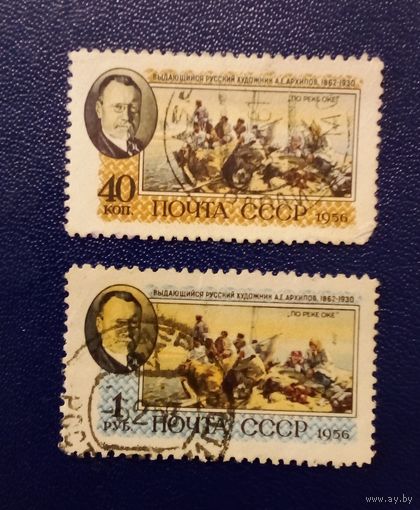 ВЫДАЮЩИЙСЯ РУССКИЙ ХУДОЖНИК А.Е.АРХИПОВ, 1862-1930
„ПО РЕКЕ ОКЕ"
40
КОП.
ПОЧТА СССР
1956
ВЫДАЮЩИЙСЯ РУССКИЙ ХУДОЖНИК А.Е.АРХИПОВ, 1862-1930
„ПО РЕКЕ ОКЕ"
1
РУБ.
ПОЧТА СССР
1956
www.ay.by